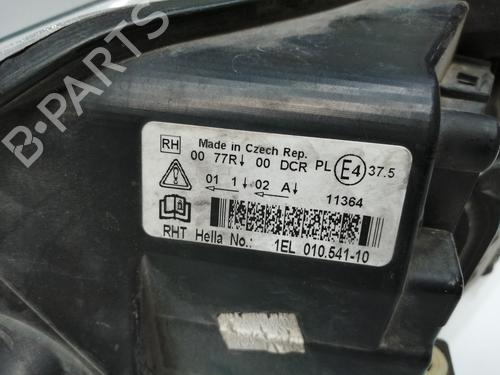 RH
Made in Czech Rep.
00 77R↓ 00 DCR PL E4 37.5
01 1↓ 02 A↓
11364
RHT Hella No.: 1EL 010.541-10
B-PARTS